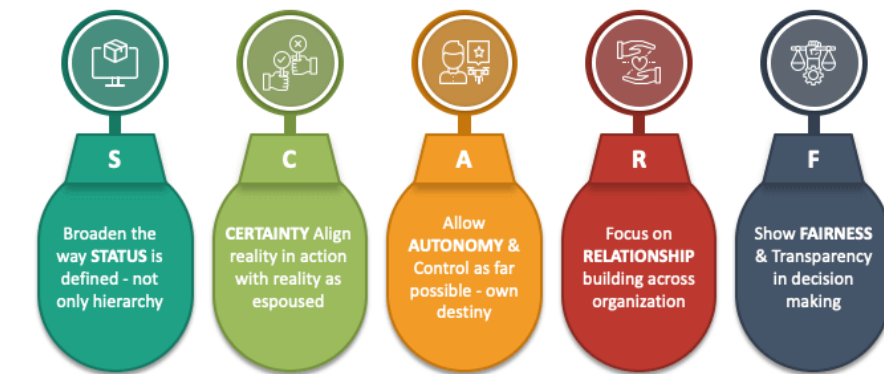 S
Broaden the
way STATUS is
defined - not
only hierarchy
C
CERTAINTY Align
reality in action
with reality as
espoused
A
Allow
AUTONOMY &
Control as far
possible - own
destiny
R
Focus on
RELATIONSHIP
building across
organization
F
Show FAIRNESS
& Transparency
in decision
making